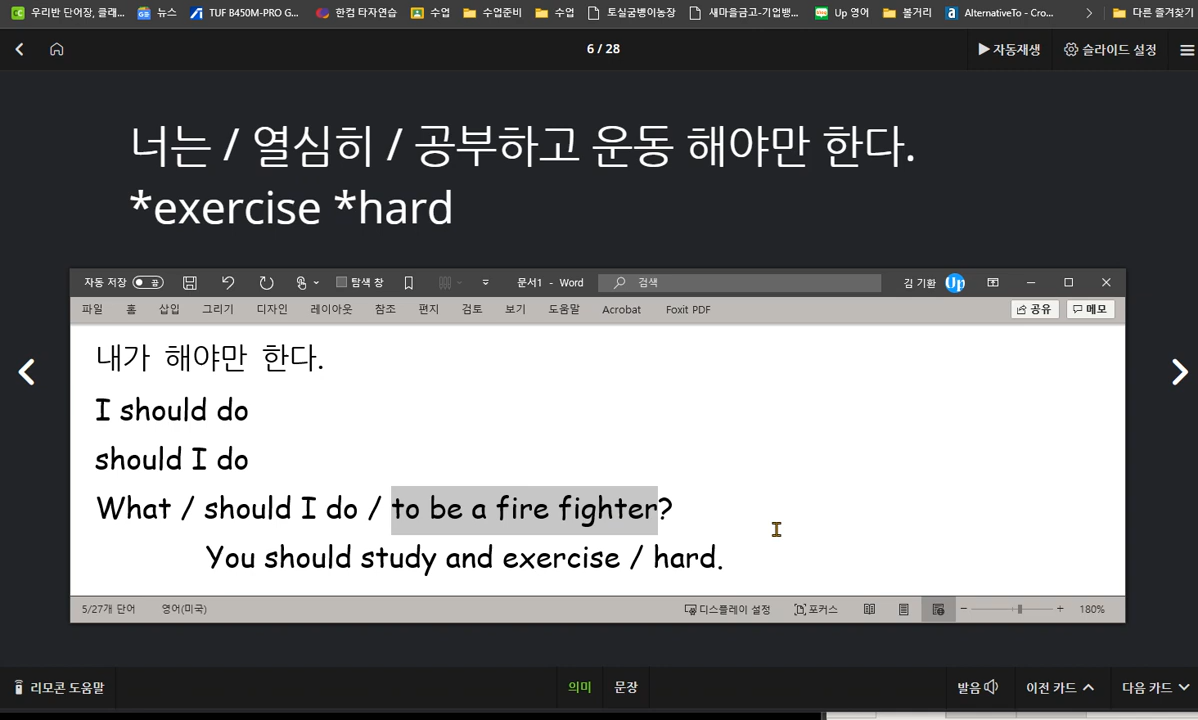 우리반 단어장, 클래...
뉴스
TUF B450M-PRO G...
한컴 타자연습
수업
수업준비
수업
토실굼벵이농장
새마을금고-기업뱅...
Up 영어
볼거리
AlternativeTo - Cro...
다른 즐겨찾기
6 / 28
자동재생
슬라이드 설정
너는 / 열심히 / 공부하고 운동 해야만 한다.
*exercise *hard
자동 저장
끔
탐색 창
문서1 - Word
검색
김 기환
Up
파일
홈
삽입
그리기
디자인
레이아웃
참조
편지
검토
보기
도움말
Acrobat
Foxit PDF
공유
메모
내가 해야만 한다.
I should do
should I do
What / should I do / to be a fire fighter?
You should study and exercise / hard.
5/27개 단어
영어(미국)
디스플레이 설정
포커스
180%
리모콘 도움말
의미
문장
발음
이전 카드
다음 카드